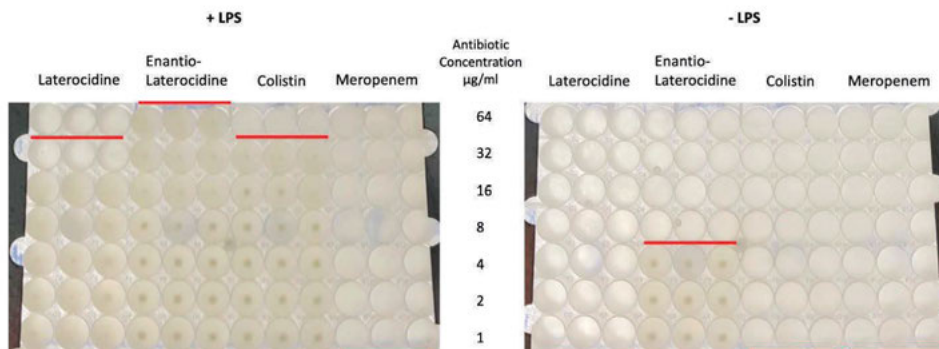 + LPS
- LPS
Laterocidine
Enantio-
Laterocidine
Colistin
Meropenem
Antibiotic
Concentration
µg/ml
Laterocidine
Enantio-
Laterocidine
Colistin
Meropenem
64
32
16
8
4
2
1